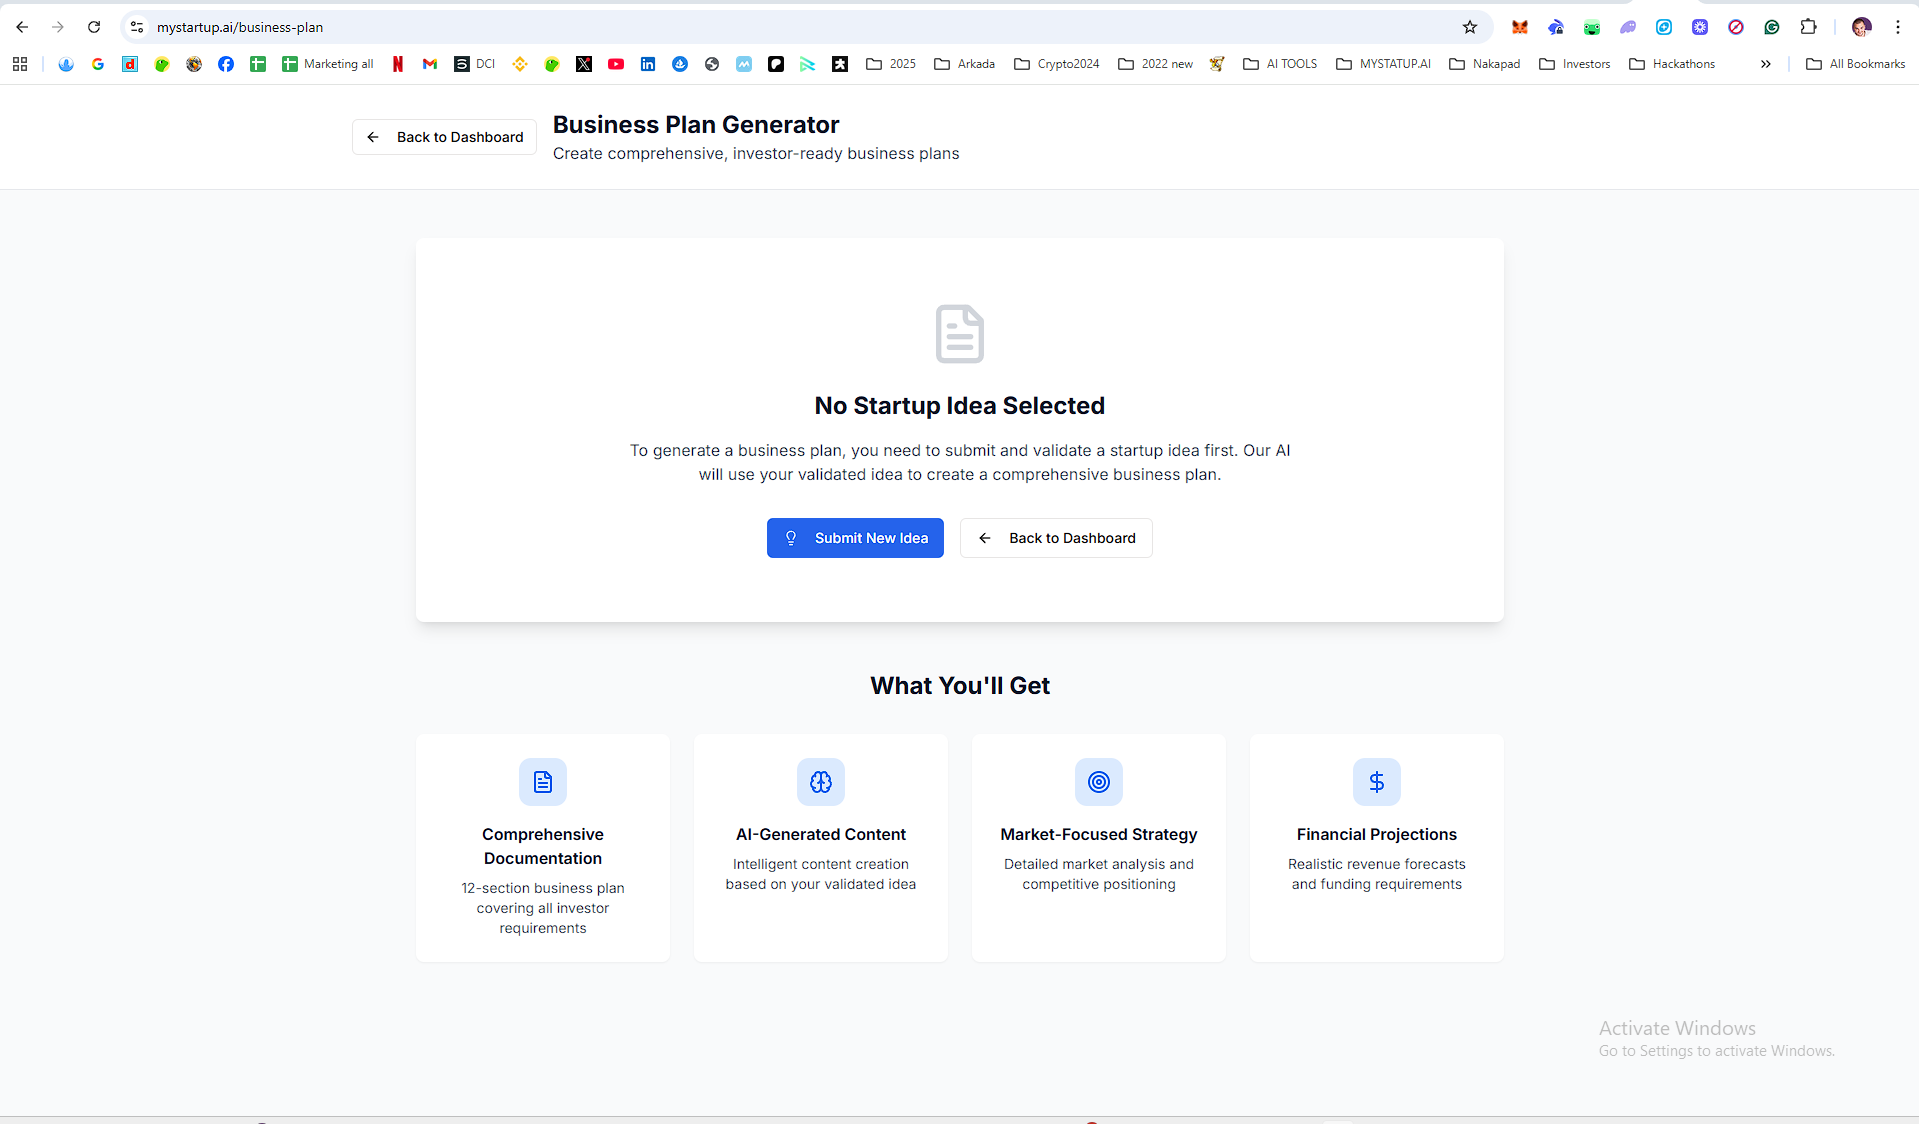 mystartup.ai/business-plan
Marketing all
DCI
2025
Arkada
Crypto2024
2022 new
AI TOOLS
MYSTATUP.AI
Nakapad
Investors
Hackathons
All Bookmarks
Back to Dashboard
Business Plan Generator
Create comprehensive, investor-ready business plans
No Startup Idea Selected
To generate a business plan, you need to submit and validate a startup idea first. Our AI
will use your validated idea to create a comprehensive business plan.
Submit New Idea
Back to Dashboard
What You'll Get
Comprehensive
Documentation
12-section business plan
covering all investor
requirements
AI-Generated Content
Intelligent content creation
based on your validated idea
Market-Focused Strategy
Detailed market analysis and
competitive positioning
Financial Projections
Realistic revenue forecasts
and funding requirements
Activate Windows
Go to Settings to activate Windows.